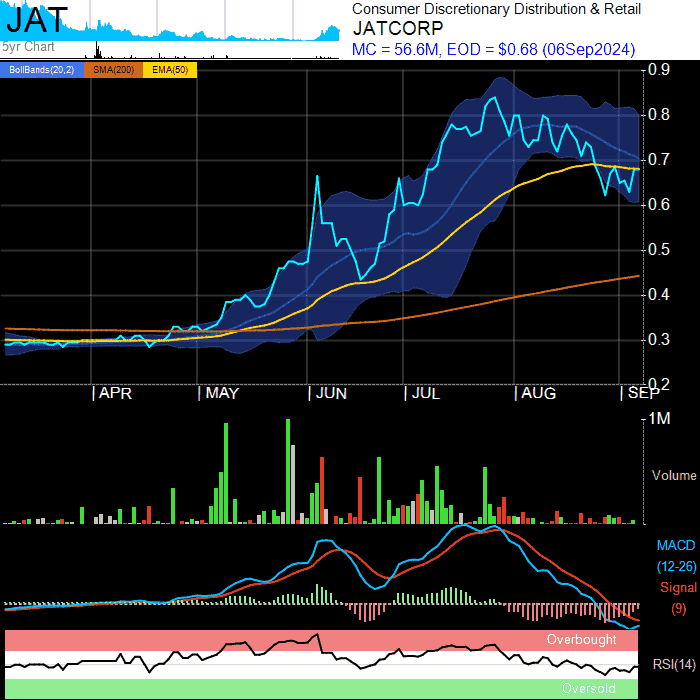 JAT
5yr Chart
Consumer Discretionary Distribution & Retail
JATCORP
MC = 56.6M, EOD = $0.68 (06Sep2024)
BollBands(20,2) SMA(200) EMA(50)
0.9
0.8
0.7
0.6
0.5
0.4
0.3
0.2
APR MAY JUN JUL AUG SEP
1M
Volume
MACD
(12-26)
Signal
(9)
Overbought
RSI(14)
Oversold